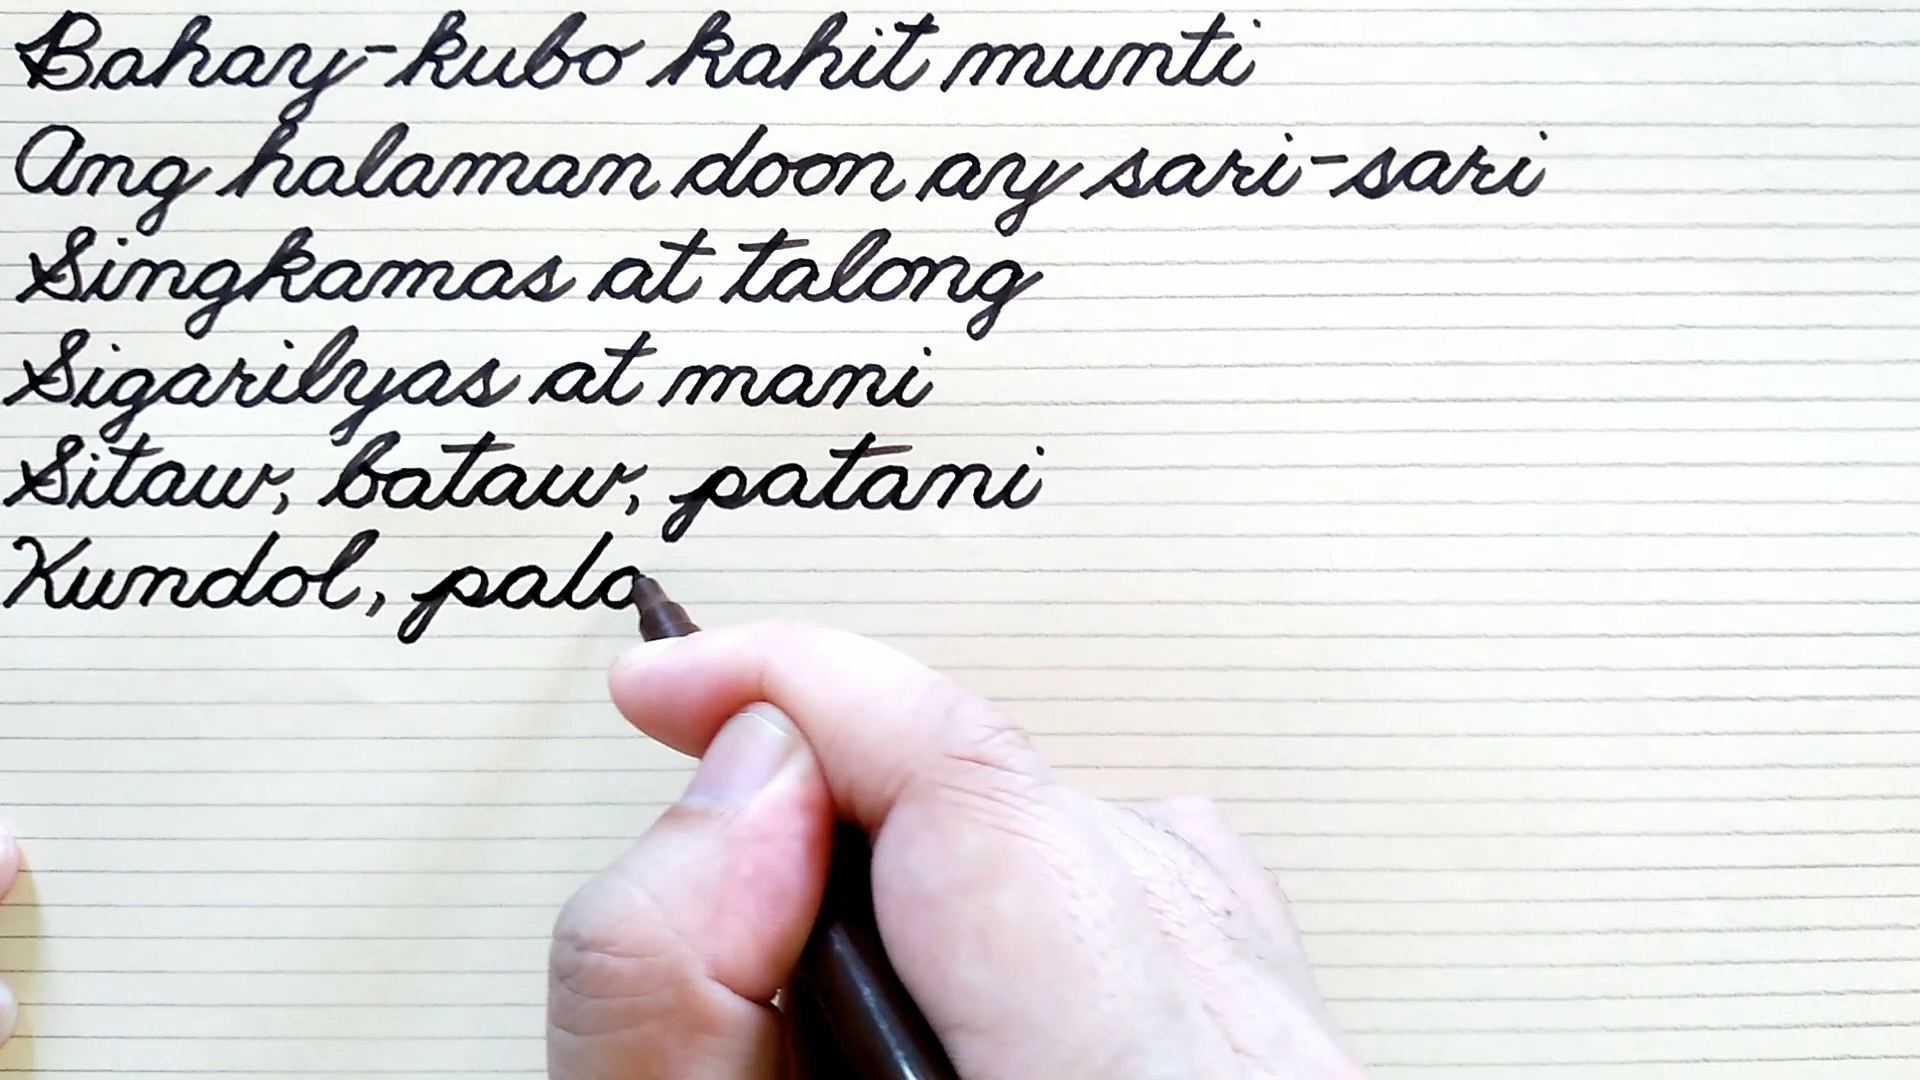 Bahay-kubo kahit munti
Ang halaman doon ay sari-sari
Singkamas at talong
Sigarilyas at mani
Sitaw, bataw, patani
Kundol, palo